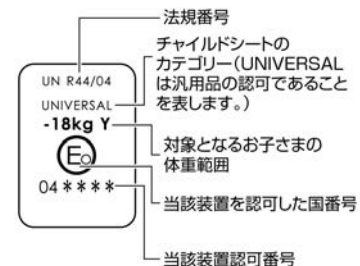 法規番号
チャイルドシートの
カテゴリー(UNIVERSAL
は汎用品の認可であること
を表します。)
UN R44/04
UNIVERSAL
-18kg Y
E
04****
対象となるお子さまの
体重範囲
当該装置を認可した国番号
当該装置認可番号